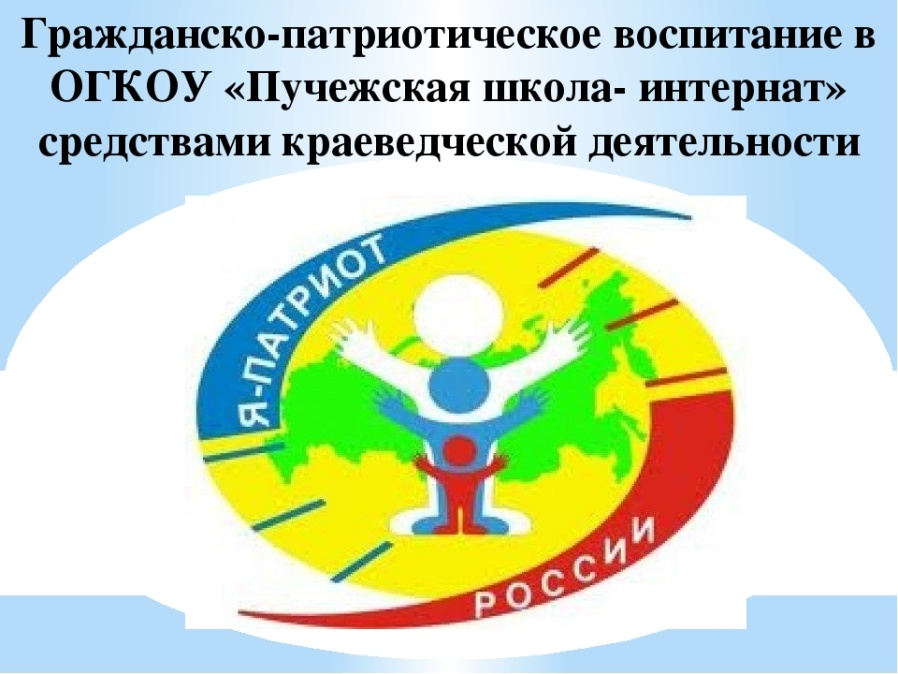 Гражданско-патриотическое воспитание в
ОГКОУ «Пучежская школа- интернат»
средствами краеведческой деятельности
Я-ПАТРИОТ
РОССИИ